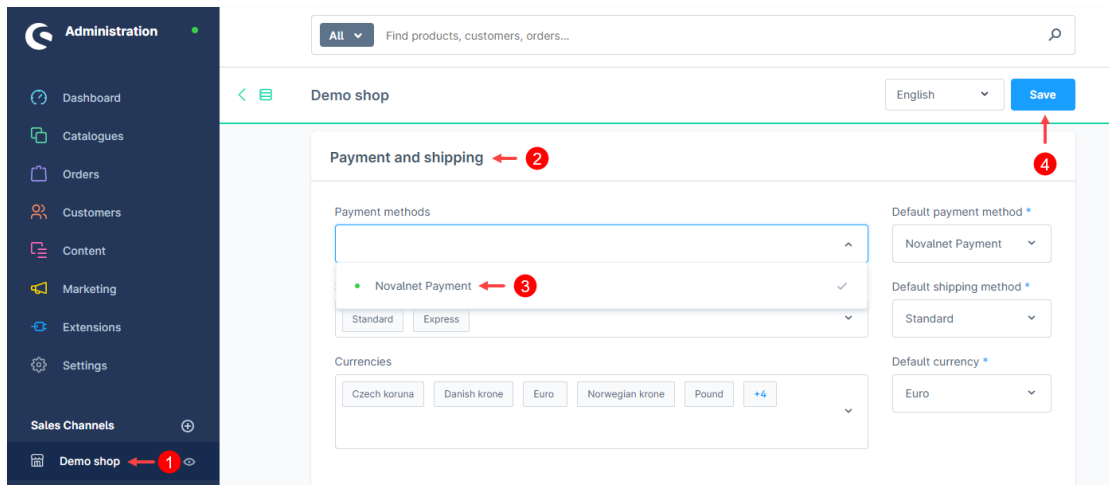 Administration
All
Find products, customers, orders...
Dashboard
Catalogues
Orders
Customers
Content
Marketing
Extensions
Settings
Sales Channels
Demo shop
1
Demo shop
English
Save
4
Payment and shipping
2
Payment methods
Default payment method *
Novalnet Payment
Novalnet Payment
3
Default shipping method *
Standard
Express
Standard
Currencies
Default currency *
Czech koruna
Danish krone
Euro
Norwegian krone
Pound
+4
Euro